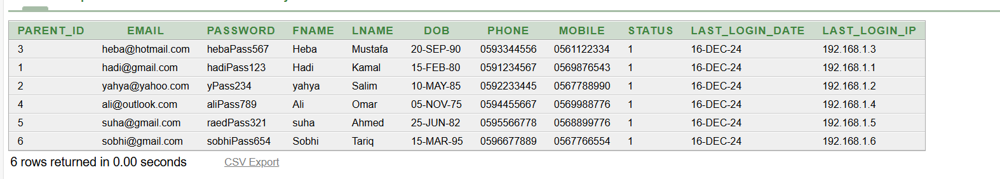 PARENT_ID EMAIL PASSWORD FNAME LNAME DOB PHONE MOBILE STATUS LAST_LOGIN_DATE LAST_LOGIN_IP
3 heba@hotmail.com hebaPass567 Heba Mustafa 20-SEP-90 0593344556 0561122334 1 16-DEC-24 192.168.1.3
1 hadi@gmail.com hadiPass123 Hadi Kamal 15-FEB-80 0591234567 0569876543 1 16-DEC-24 192.168.1.1
2 yahya@yahoo.com yPass234 yahya Salim 10-MAY-85 0592233445 0567788990 1 16-DEC-24 192.168.1.2
4 ali@outlook.com aliPass789 Ali Omar 05-NOV-75 0594455667 0569988776 1 16-DEC-24 192.168.1.4
5 suha@gmail.com raedPass321 suha Ahmed 25-JUN-82 0595566778 0568899776 1 16-DEC-24 192.168.1.5
6 sobhi@gmail.com sobhiPass654 Sobhi Tariq 15-MAR-95 0596677889 0567766554 1 16-DEC-24 192.168.1.6
6 rows returned in 0.00 seconds CSV Export